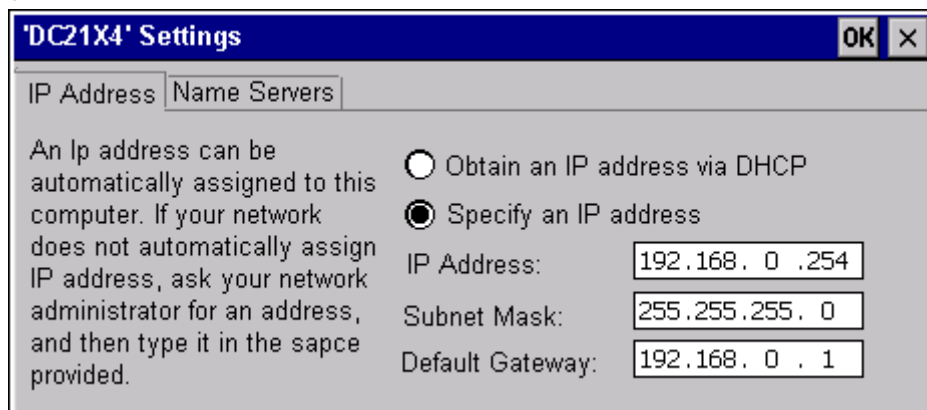 'DC21X4' Settings
OK ×
IP Address Name Servers
An Ip address can be
automatically assigned to this
computer. If your network
does not automatically assign
IP address, ask your network
administrator for an address,
and then type it in the sapce
provided.
Obtain an IP address via DHCP
Specify an IP address
IP Address: 192.168. 0 .254
Subnet Mask: 255.255.255. 0
Default Gateway: 192.168. 0 . 1